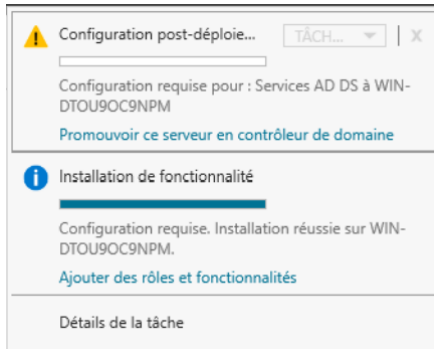 Configuration post-déploie...
TÂCH...
X
Configuration requise pour : Services AD DS à WIN-
DTOU9OC9NPM
Promouvoir ce serveur en contrôleur de domaine
Installation de fonctionnalité
Configuration requise. Installation réussie sur WIN-
DTOU9OC9NPM.
Ajouter des rôles et fonctionnalités
Détails de la tâche